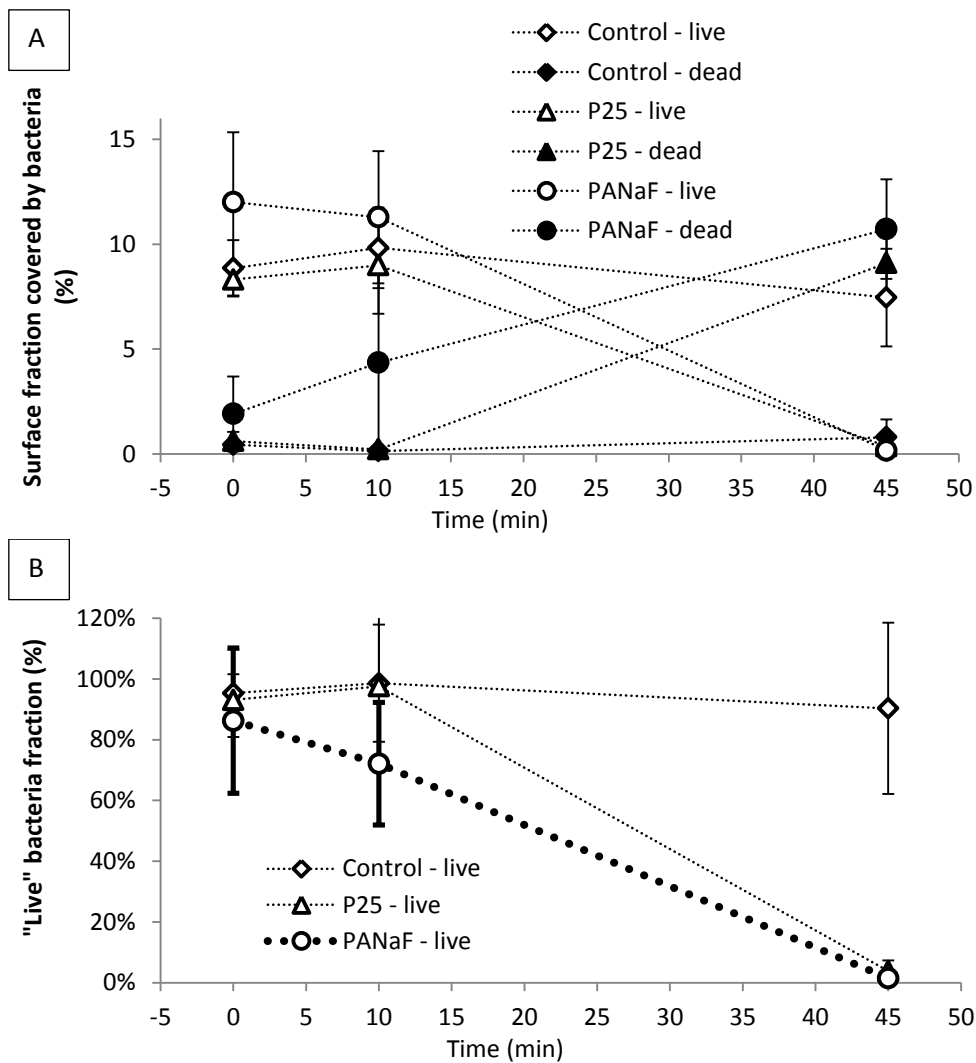 A
Control - live
Control - dead
P25 - live
P25 - dead
PANaF - live
PANaF - dead
Surface fraction covered by bacteria
(%)
15
10
5
0
-5 0 5 10 15 20 25 30 35 40 45 50
Time (min)
B
"Live" bacteria fraction (%)
120%
100%
80%
60%
40%
20%
0%
Control - live
P25 - live
PANaF - live
-5 0 5 10 15 20 25 30 35 40 45 50
Time (min)